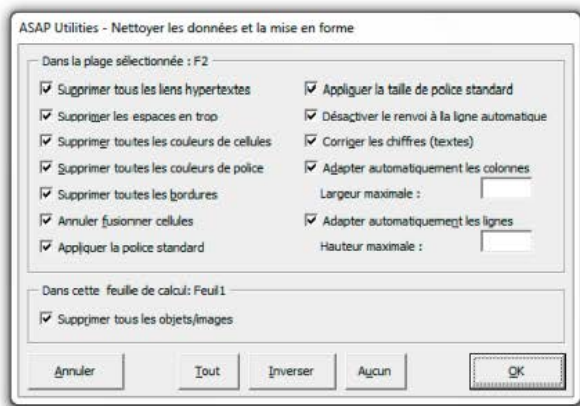 ASAP Utilities - Nettoyer les données et la mise en forme
Dans la plage sélectionnée : F2
Supprimer tous les liens hypertextes
Supprimer les espaces en trop
Supprimer toutes les couleurs de cellules
Supprimer toutes les couleurs de police
Supprimer toutes les bordures
Annuler fusionner cellules
Appliquer la police standard
Appliquer la taille de police standard
Désactiver le renvoi à la ligne automatique
Corriger les chiffres (textes)
Adapter automatiquement les colonnes
Largeur maximale :
Adapter automatiquement les lignes
Hauteur maximale :
Dans cette feuille de calcul: Feuil1
Supprimer tous les objets/images
Annuler
Tout
Inverser
Aucun
OK